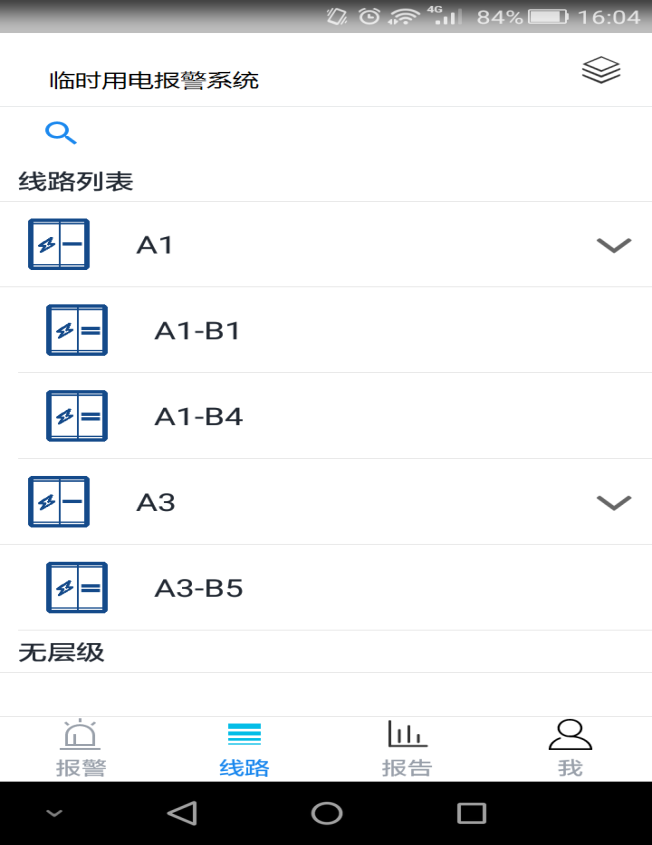 4G 84% 16:04
临时用电报警系统
线路列表
A1
A1-B1
A1-B4
A3
A3-B5
无层级
报警 线路 报告 我